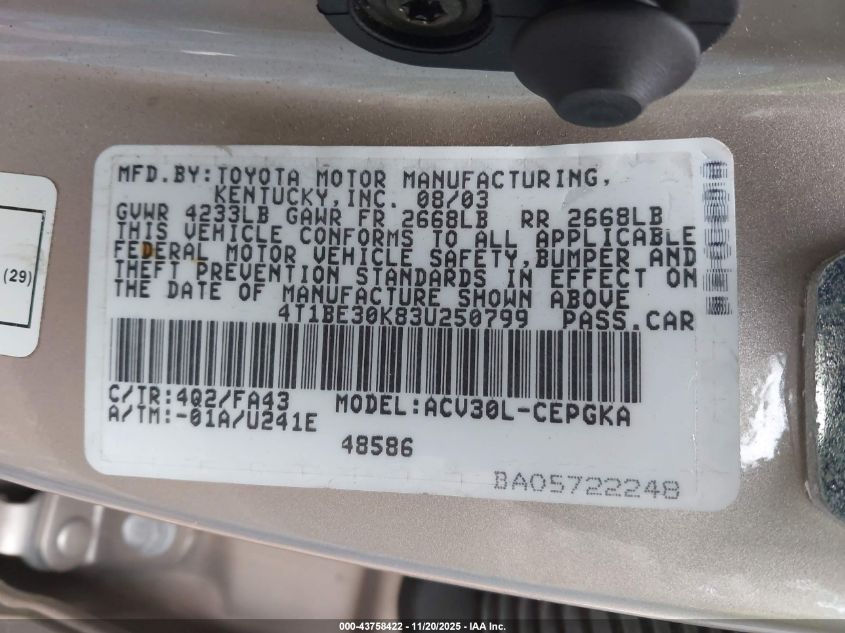 MFD.BY:TOYOTA MOTOR MANUFACTURING,
KENTUCKY,INC. 08/03
GVWR 4233LB GAWR FR 2668LB RR 2668LB
THIS VEHICLE CONFORMS TO ALL APPLICABLE
FEDERAL MOTOR VEHICLE SAFETY,BUMPER AND
THEFT PREVENTION STANDARDS IN EFFECT ON
THE DATE OF MANUFACTURE SHOWN ABOVE
4T1BE30K83U250799 PASS.CAR
C/TR:4Q2/FA43 MODEL:ACV30L-CEPGKA
A/TM:-01A/U241E
48586
BA05722248
(29)
000-43758422 - 11/20/2025 - IAA Inc.